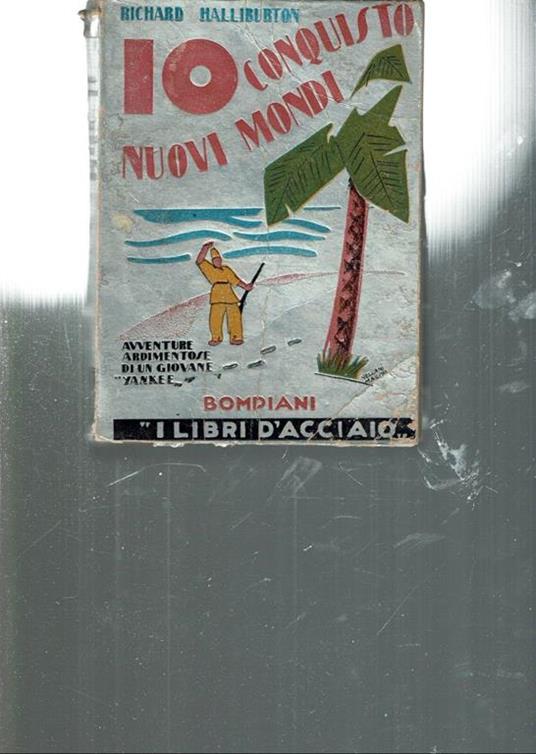 RICHARD HALLIBURTON
IO CONQUISTO
NUOVI MONDI
AVVENTURE
ARDIMENTOSE
DI UN GIOVANE
"YANKEE"
BOMPIANI
"I LIBRI D'ACCIAIO"